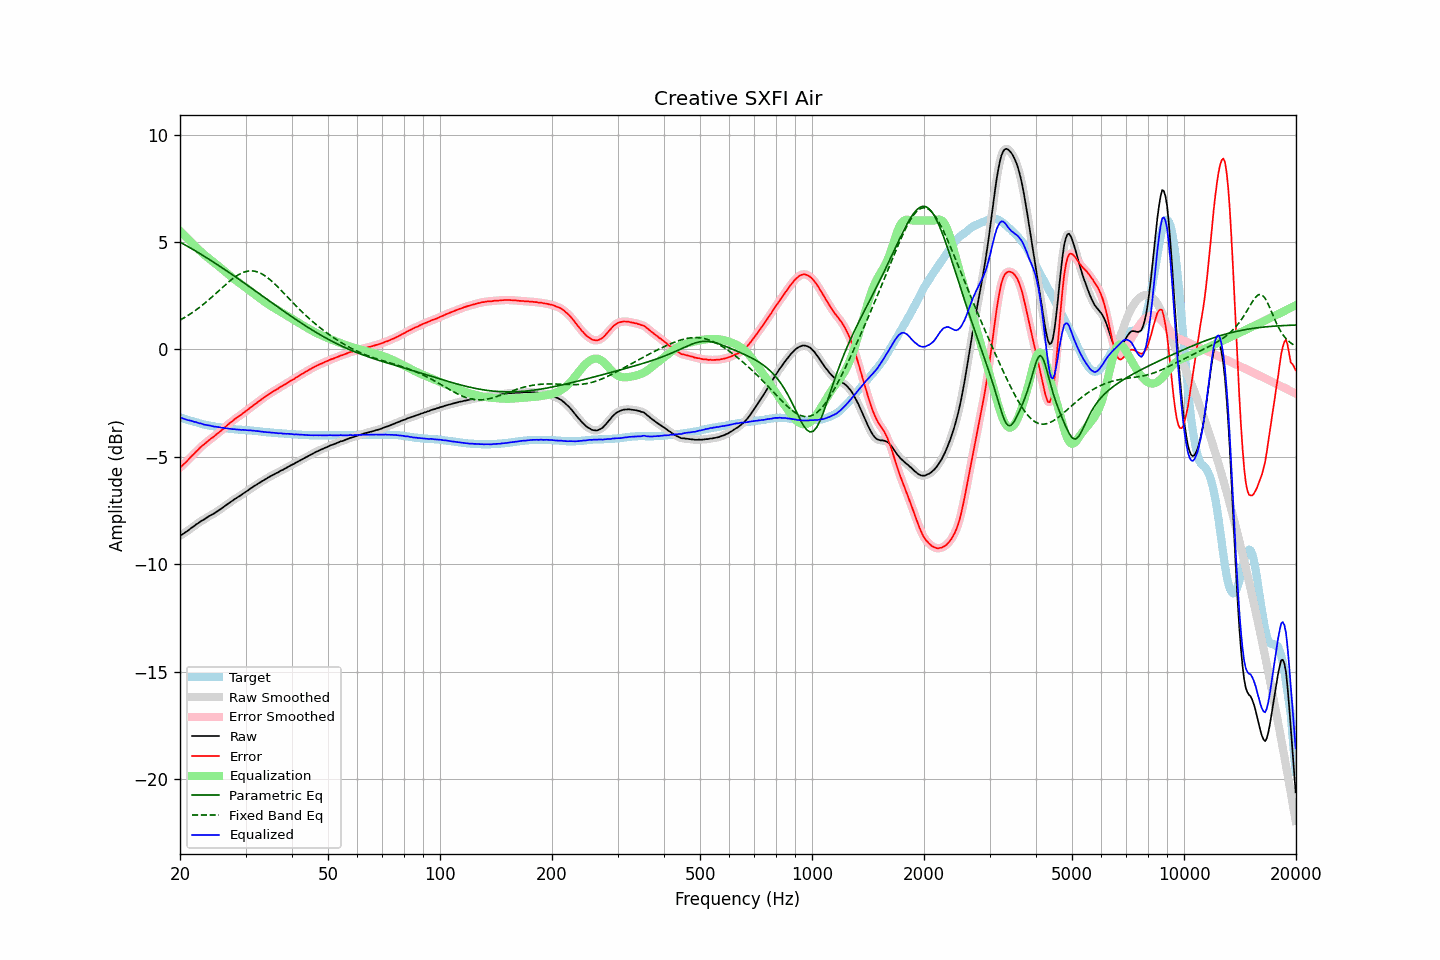 Creative SXFI Air
Amplitude (dBr)
10
5
0
−5
−10
−15
−20
Target
Raw Smoothed
Error Smoothed
Raw
Error
Equalization
Parametric Eq
Fixed Band Eq
Equalized
20 50 100 200 500 1000 2000 5000 10000 20000
Frequency (Hz)